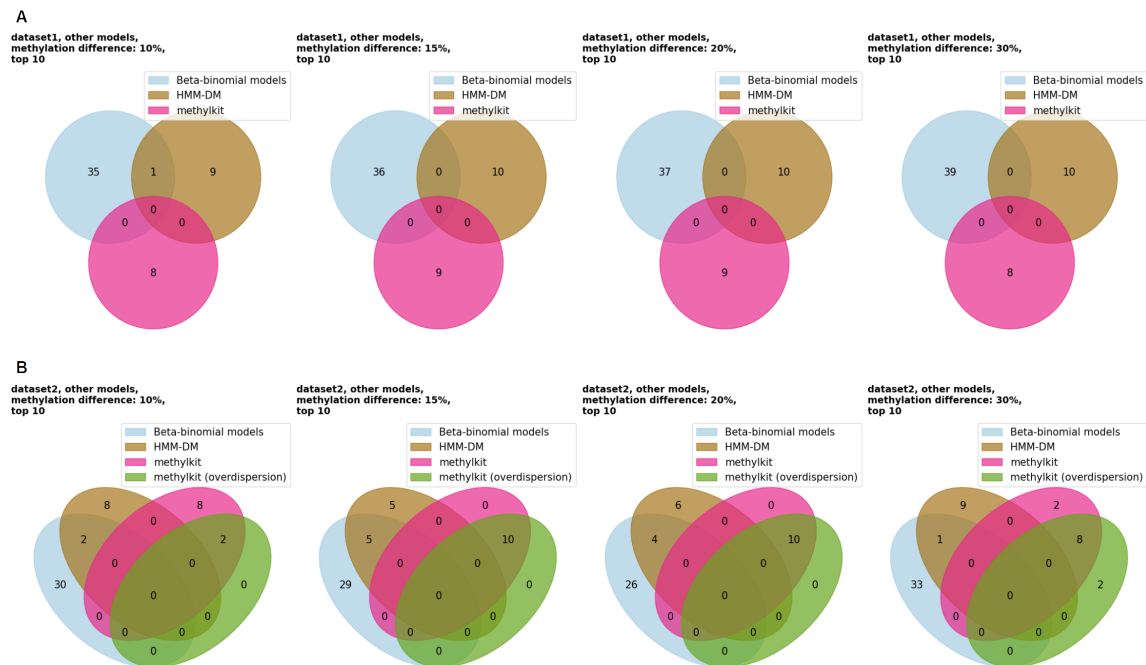 A
dataset1, other models,
methylation difference: 10%,
top 10
Beta-binomial models
HMM-DM
methylkit
35
1
9
0
0
0
8
dataset1, other models,
methylation difference: 15%,
top 10
Beta-binomial models
HMM-DM
methylkit
36
0
10
0
0
0
9
dataset1, other models,
methylation difference: 20%,
top 10
Beta-binomial models
HMM-DM
methylkit
37
0
10
0
0
0
9
dataset1, other models,
methylation difference: 30%,
top 10
Beta-binomial models
HMM-DM
methylkit
39
0
10
0
0
0
8
B
dataset2, other models,
methylation difference: 10%,
top 10
Beta-binomial models
HMM-DM
methylkit
methylkit (overdispersion)
8
8
0
2
2
0
0
30
0
0
0
0
0
0
0
dataset2, other models,
methylation difference: 15%,
top 10
Beta-binomial models
HMM-DM
methylkit
methylkit (overdispersion)
5
0
0
5
10
0
0
29
0
0
0
0
0
0
0
dataset2, other models,
methylation difference: 20%,
top 10
Beta-binomial models
HMM-DM
methylkit
methylkit (overdispersion)
6
0
0
4
10
0
0
26
0
0
0
0
0
0
0
dataset2, other models,
methylation difference: 30%,
top 10
Beta-binomial models
HMM-DM
methylkit
methylkit (overdispersion)
9
2
0
1
8
0
0
33
2
0
0
0
0
0
0